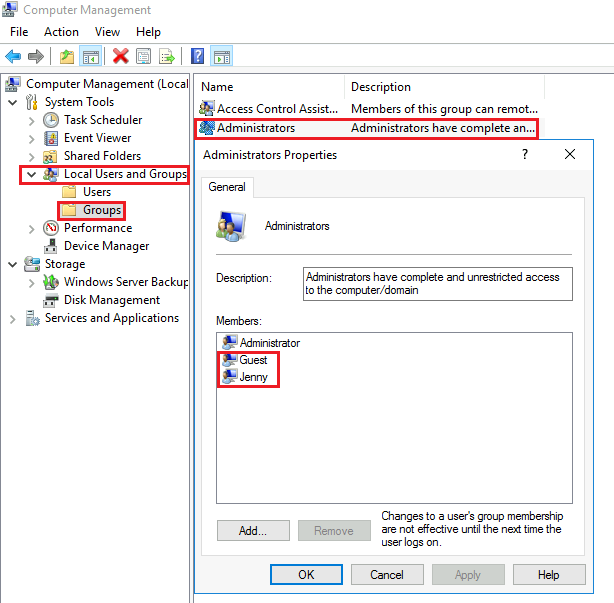 Computer Management
File Action View Help
Computer Management (Local
System Tools
Task Scheduler
Event Viewer
Shared Folders
Local Users and Groups
Users
Groups
Performance
Device Manager
Storage
Windows Server Backup
Disk Management
Services and Applications
Name Description
Access Control Assist... Members of this group can remot...
Administrators Administrators have complete an...
Administrators Properties ?
General
Administrators
Description: Administrators have complete and unrestricted access
to the computer/domain
Members:
Administrator
Guest
Jenny
Add... Remove
Changes to a user's group membership
are not effective until the next time the
user logs on.
OK Cancel Apply Help